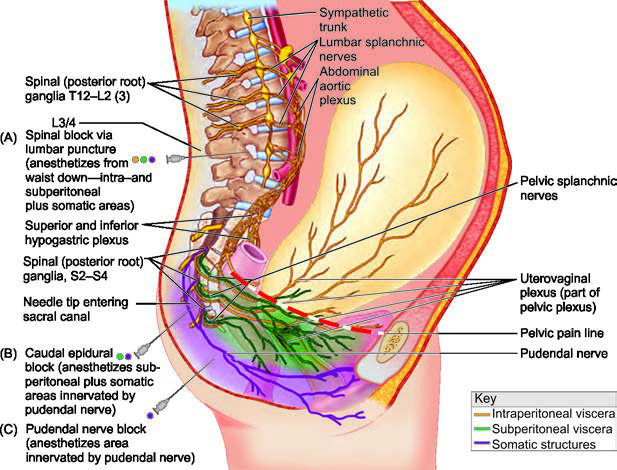 Sympathetic
trunk
Lumbar splanchnic
nerves
Abdominal
aortic
plexus
Spinal (posterior root)
ganglia T12–L2 (3)
L3/4
(A) Spinal block via
lumbar puncture
(anesthetizes from
waist down—intra–and
subperitoneal
plus somatic areas)
Superior and inferior
hypogastric plexus
Spinal (posterior root)
ganglia, S2–S4
Needle tip entering
sacral canal
(B) Caudal epidural
block (anesthetizes sub-
peritoneal plus somatic
areas innervated by
pudendal nerve)
(C) Pudendal nerve block
(anesthetizes area
innervated by pudendal nerve)
Pelvic splanchnic
nerves
Uterovaginal
plexus (part of
pelvic plexus)
Pelvic pain line
Pudendal nerve
Key
Intraperitoneal viscera
Subperitoneal viscera
Somatic structures